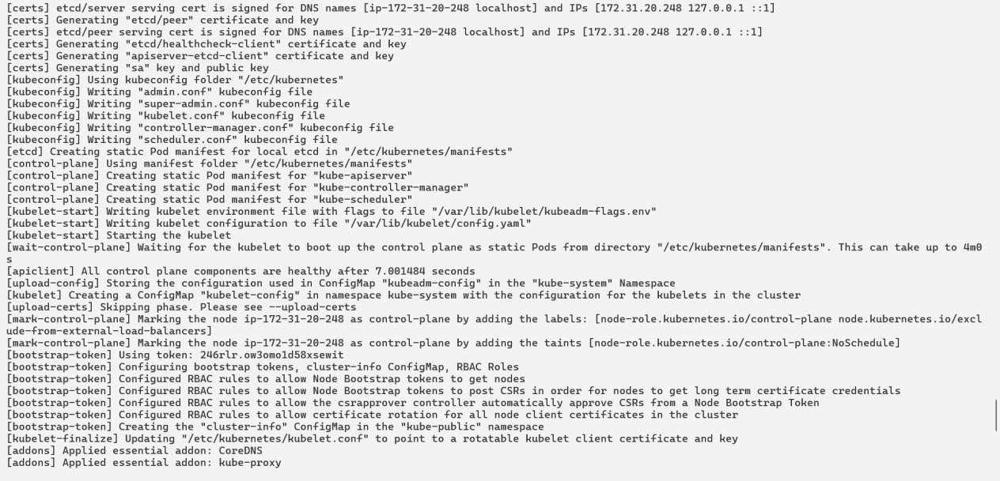 [certs] etcd/server serving cert is signed for DNS names [ip-172-31-20-248 localhost] and IPs [172.31.20.248 127.0.0.1 ::1]
[certs] Generating "etcd/peer" certificate and key
[certs] etcd/peer serving cert is signed for DNS names [ip-172-31-20-248 localhost] and IPs [172.31.20.248 127.0.0.1 ::1]
[certs] Generating "etcd/healthcheck-client" certificate and key
[certs] Generating "apiserver-etcd-client" certificate and key
[certs] Generating "sa" key and public key
[kubeconfig] Using kubeconfig folder "/etc/kubernetes"
[kubeconfig] Writing "admin.conf" kubeconfig file
[kubeconfig] Writing "super-admin.conf" kubeconfig file
[kubeconfig] Writing "kubelet.conf" kubeconfig file
[kubeconfig] Writing "controller-manager.conf" kubeconfig file
[kubeconfig] Writing "scheduler.conf" kubeconfig file
[etcd] Creating static Pod manifest for local etcd in "/etc/kubernetes/manifests"
[control-plane] Using manifest folder "/etc/kubernetes/manifests"
[control-plane] Creating static Pod manifest for "kube-apiserver"
[control-plane] Creating static Pod manifest for "kube-controller-manager"
[control-plane] Creating static Pod manifest for "kube-scheduler"
[kubelet-start] Writing kubelet environment file with flags to file "/var/lib/kubelet/kubeadm-flags.env"
[kubelet-start] Writing kubelet configuration to file "/var/lib/kubelet/config.yaml"
[kubelet-start] Starting the kubelet
[wait-control-plane] Waiting for the kubelet to boot up the control plane as static Pods from directory "/etc/kubernetes/manifests". This can take up to 4m0
s
[apiclient] All control plane components are healthy after 7.001484 seconds
[upload-config] Storing the configuration used in ConfigMap "kubeadm-config" in the "kube-system" Namespace
[kubelet] Creating a ConfigMap "kubelet-config" in namespace kube-system with the configuration for the kubelets in the cluster
[upload-certs] Skipping phase. Please see --upload-certs
[mark-control-plane] Marking the node ip-172-31-20-248 as control-plane by adding the labels: [node-role.kubernetes.io/control-plane node.kubernetes.io/excl
ude-from-external-load-balancers]
[mark-control-plane] Marking the node ip-172-31-20-248 as control-plane by adding the taints [node-role.kubernetes.io/control-plane:NoSchedule]
[bootstrap-token] Using token: 246rlr.ow3omo1d58xsewit
[bootstrap-token] Configuring bootstrap tokens, cluster-info ConfigMap, RBAC Roles
[bootstrap-token] Configured RBAC rules to allow Node Bootstrap tokens to get nodes
[bootstrap-token] Configured RBAC rules to allow Node Bootstrap tokens to post CSRs in order for nodes to get long term certificate credentials
[bootstrap-token] Configured RBAC rules to allow the csrapprover controller automatically approve CSRs from a Node Bootstrap Token
[bootstrap-token] Configured RBAC rules to allow certificate rotation for all node client certificates in the cluster
[bootstrap-token] Creating the "cluster-info" ConfigMap in the "kube-public" namespace
[kubelet-finalize] Updating "/etc/kubernetes/kubelet.conf" to point to a rotatable kubelet client certificate and key
[addons] Applied essential addon: CoreDNS
[addons] Applied essential addon: kube-proxy